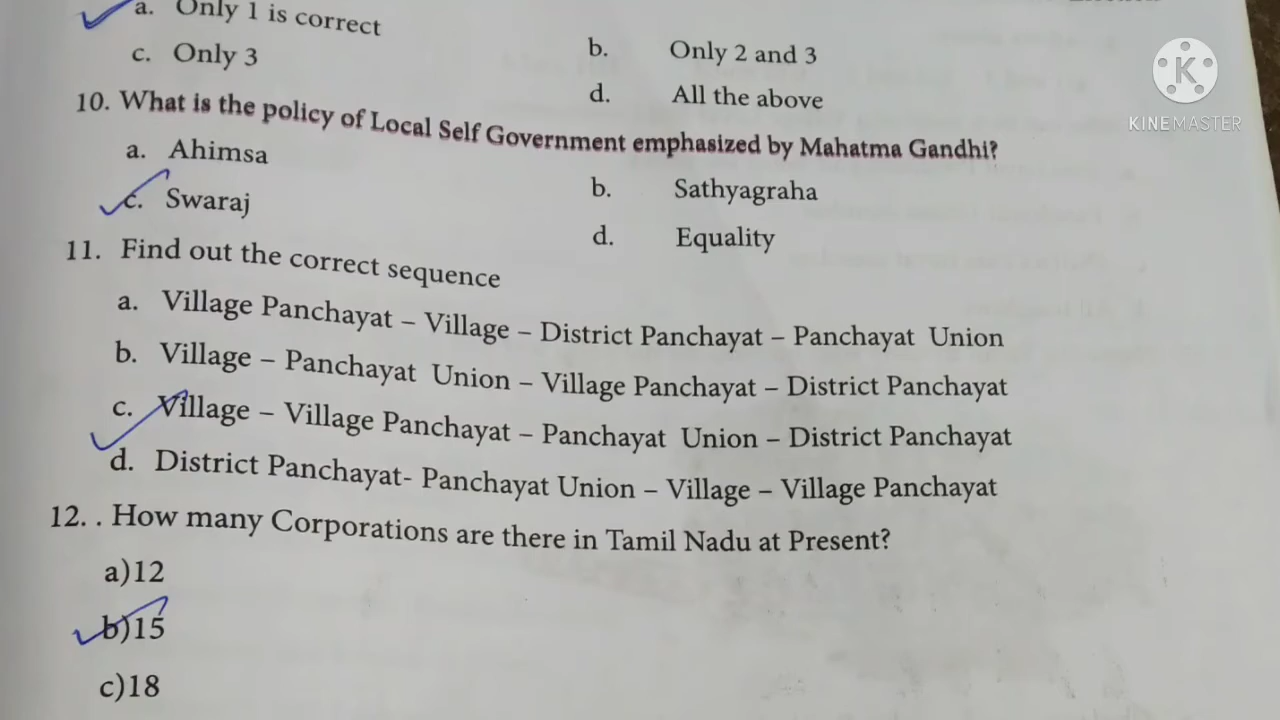 a. Only 1 is correct
b. Only 2 and 3
c. Only 3
d. All the above
10. What is the policy of Local Self Government emphasized by Mahatma Gandhi?
a. Ahimsa
b. Sathyagraha
c. Swaraj
d. Equality
11. Find out the correct sequence
a. Village Panchayat – Village – District Panchayat – Panchayat Union
b. Village – Panchayat Union – Village Panchayat – District Panchayat
c. Village – Village Panchayat – Panchayat Union – District Panchayat
d. District Panchayat- Panchayat Union – Village – Village Panchayat
12. . How many Corporations are there in Tamil Nadu at Present?
a)12
b)15
c)18
K
KINEMASTER